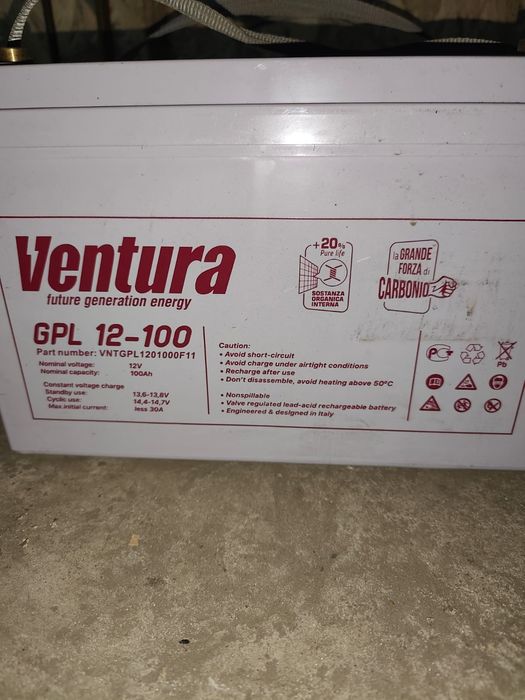 Ventura
future generation energy
+20%
Pure life
SOSTANZA
ORGANICA
INTERNA
la GRANDE
FORZA di
CARBONIO
GPL 12-100
Part number: VNTGPL1201000F11
Nominal voltage: 12V
Nominal capacity: 100Ah
Constant voltage charge
Standby use: 13,6-13,8V
Cyclic use: 14,4-14,7V
Max.initial current: less 30A
Caution:
• Avoid short-circuit
• Avoid charge under airtight conditions
• Recharge after use
• Don't disassemble, avoid heating above 50ºC
• Nonspillable
• Valve regulated lead-acid rechargeable battery
• Engineered & designed in Italy
Pb